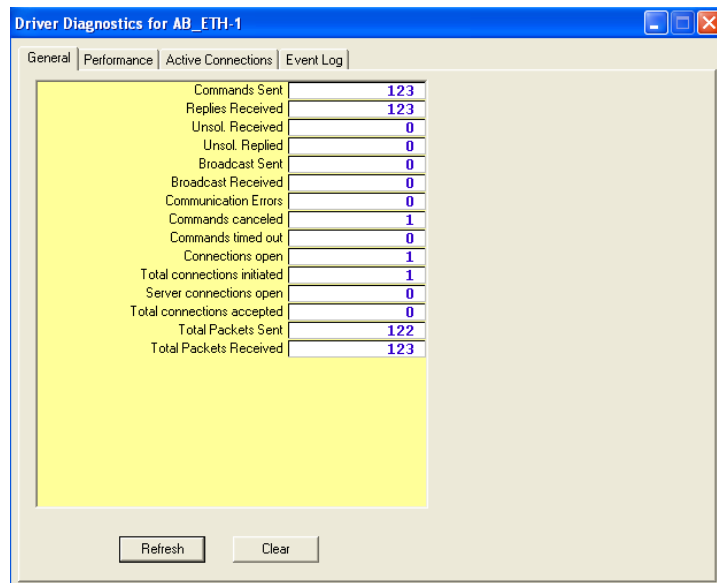 Driver Diagnostics for AB_ETH-1
General Performance Active Connections Event Log
Commands Sent 123
Replies Received 123
Unsol. Received 0
Unsol. Replied 0
Broadcast Sent 0
Broadcast Received 0
Communication Errors 0
Commands canceled 1
Commands timed out 0
Connections open 1
Total connections initiated 1
Server connections open 0
Total connections accepted 0
Total Packets Sent 122
Total Packets Received 123
Refresh Clear